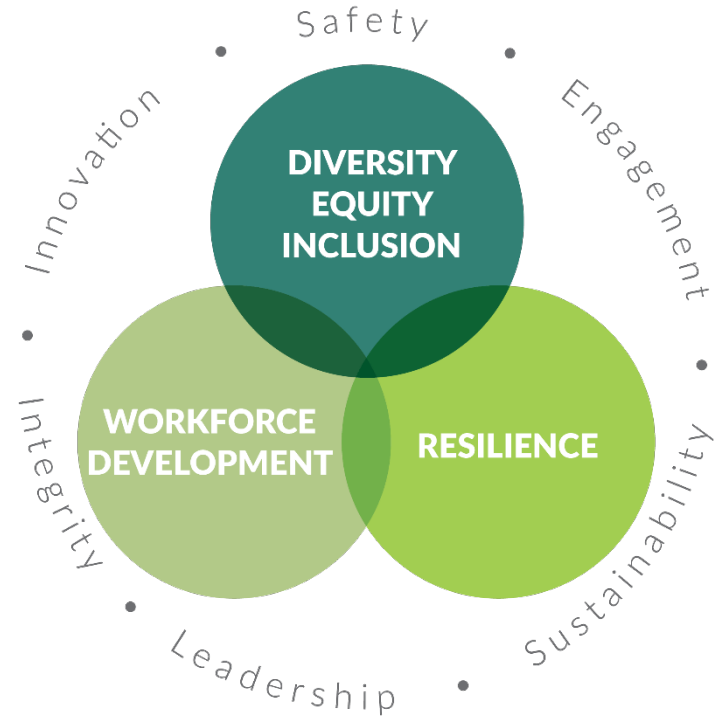 Safety
Engagement
Sustainability
Leadership
Integrity
Innovation
DIVERSITY
EQUITY
INCLUSION
WORKFORCE
DEVELOPMENT
RESILIENCE